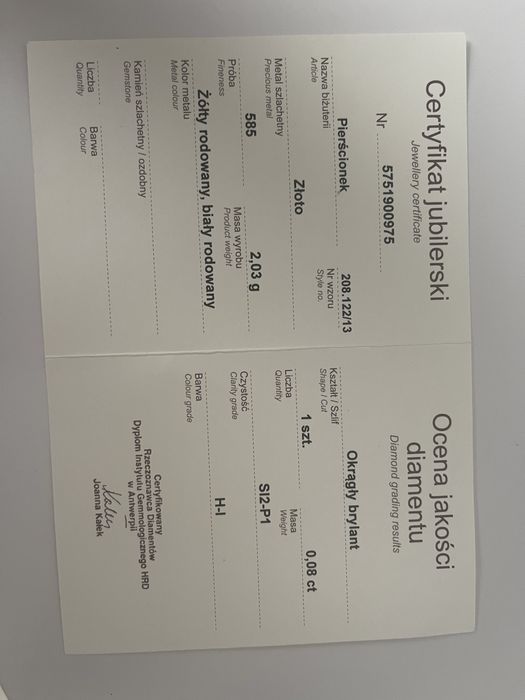 Certyfikat jubilerski
Jewellery certificate
Nr 5751900975
Pierścionek 208.122/13
Nazwa biżuterii Nr wzoru
Article Style no.
Złoto
Metal szlachetny
Precious metal
585 2,03 g
Próba Masa wyrobu
Fineness Product weight
Żółty rodowany, biały rodowany
Kolor metalu
Metal colour
Kamień szlachetny / ozdobny
Gemstone
Liczba Barwa
Quantity Colour
Ocena jakości
diamentu
Diamond grading results
Okrągły brylant
Kształt / Szlif
Shape / Cut
1 szt. 0,08 ct
Liczba Masa
Quantity Weight
SI2-P1
Czystość
Clarity grade
H-I
Barwa
Colour grade
Certyfikowany
Rzeczoznawca Diamentów
Dyplom Instytutu Gemmologicznego HRD
w Antwerpii
Joanna Kałek